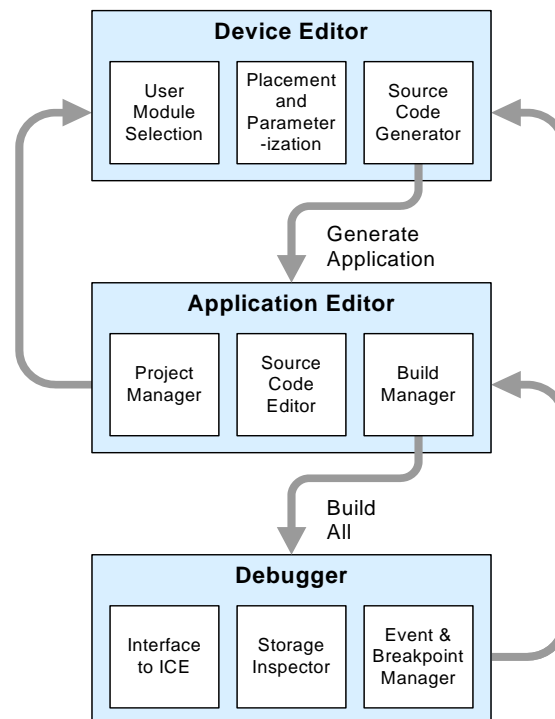 Device Editor
User
Module
Selection
Placement
and
Parameter
-ization
Source
Code
Generator
Generate
Application
Application Editor
Project
Manager
Source
Code
Editor
Build
Manager
Build
All
Debugger
Interface
to ICE
Storage
Inspector
Event &
Breakpoint
Manager